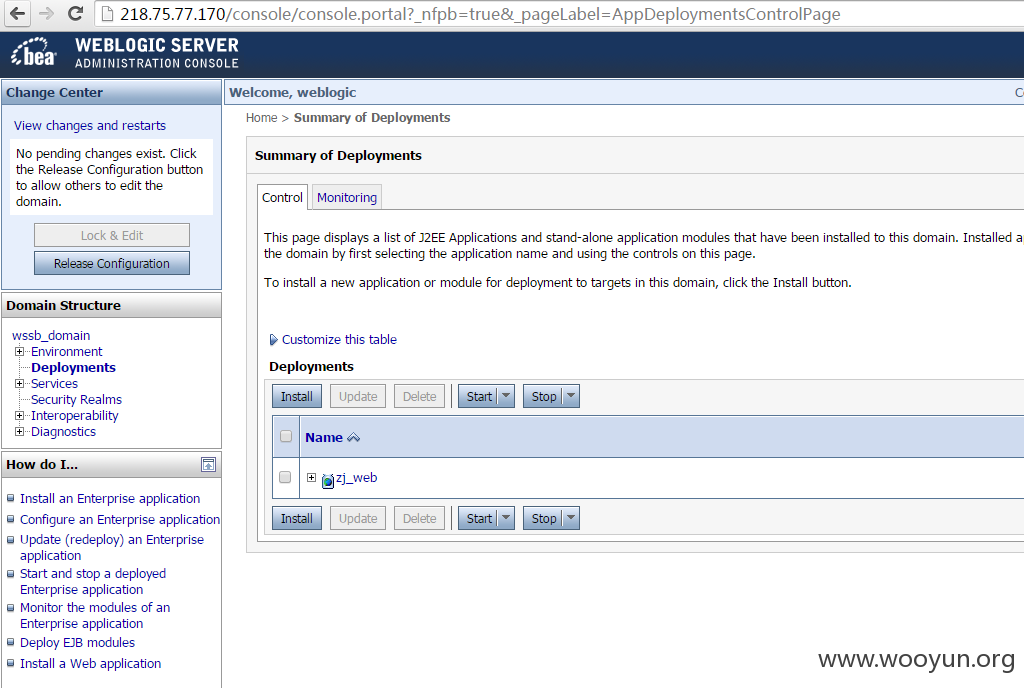 218.75.77.170/console/console.portal?_nfpb=true&_pageLabel=AppDeploymentsControlPage
bea
WEBLOGIC SERVER
ADMINISTRATION CONSOLE
Change Center
View changes and restarts
No pending changes exist. Click
the Release Configuration button
to allow others to edit the
domain.
Lock & Edit
Release Configuration
Domain Structure
wssb_domain
Environment
Deployments
Services
Security Realms
Interoperability
Diagnostics
How do I...
Install an Enterprise application
Configure an Enterprise application
Update (redeploy) an Enterprise
application
Start and stop a deployed
Enterprise application
Monitor the modules of an
Enterprise application
Deploy EJB modules
Install a Web application
Welcome, weblogic
Home > Summary of Deployments
Summary of Deployments
Control Monitoring
This page displays a list of J2EE Applications and stand-alone application modules that have been installed to this domain. Installed
the domain by first selecting the application name and using the controls on this page.
To install a new application or module for deployment to targets in this domain, click the Install button.
Customize this table
Deployments
Install Update Delete Start Stop
Name
zj_web
Install Update Delete Start Stop
www.wooyun.org